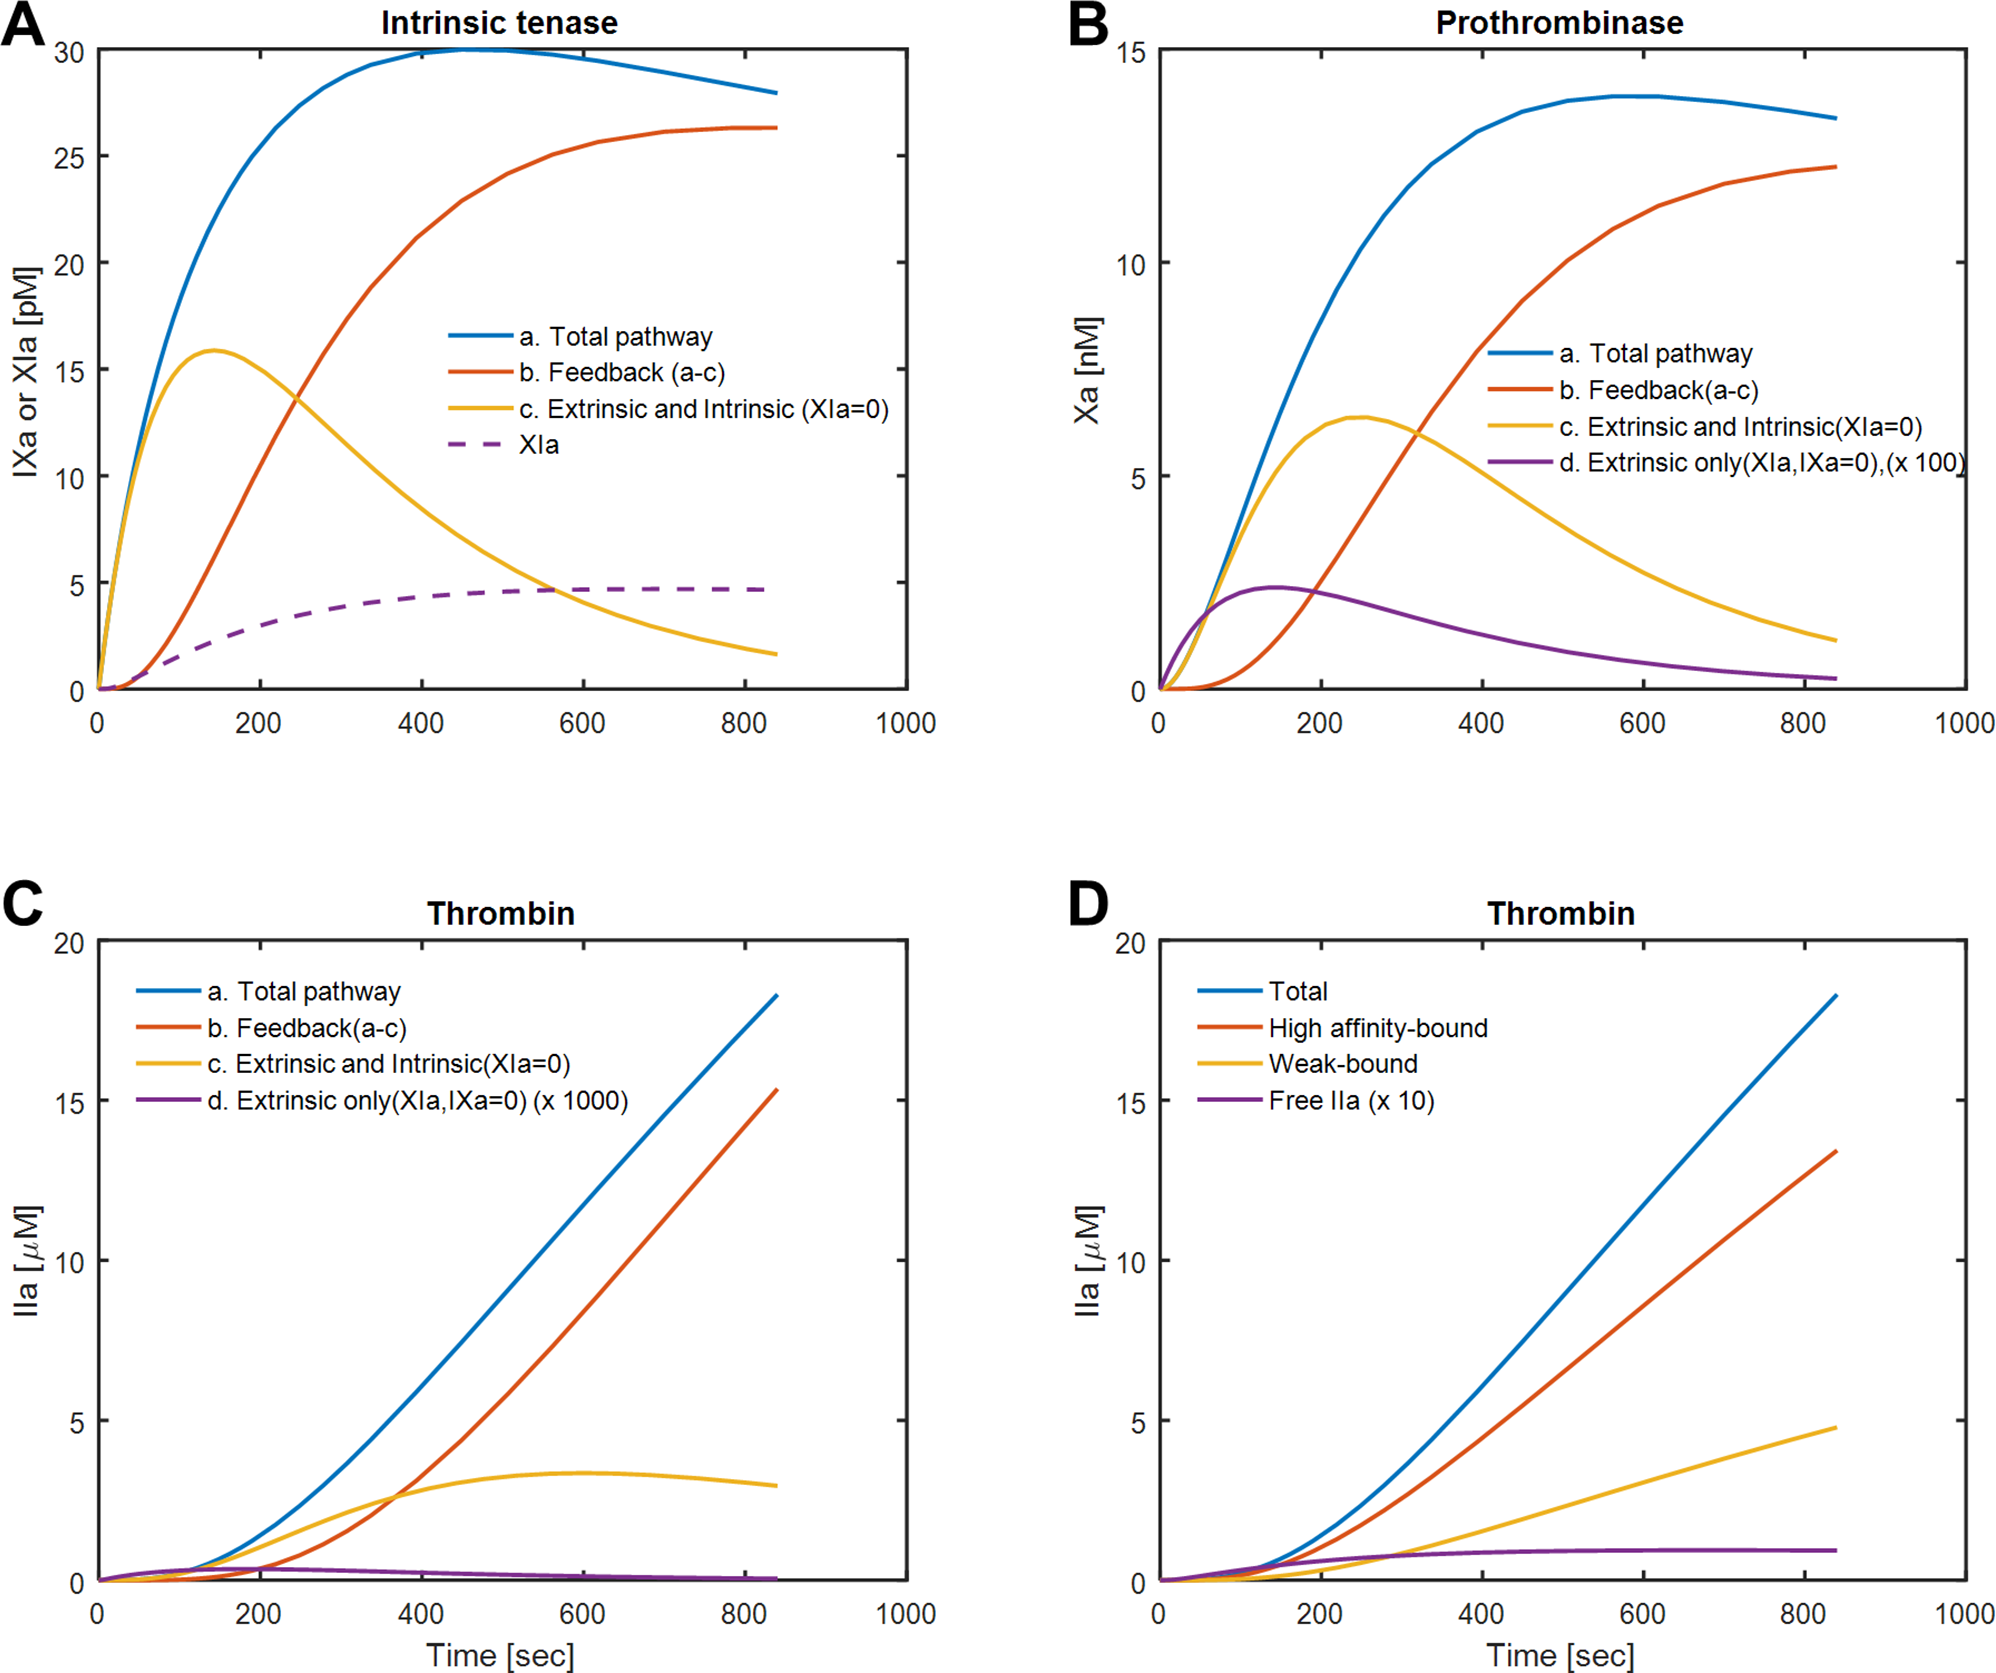 A
Intrinsic tenase
30
25
20
15
10
5
0
0 200 400 600 800 1000
IXa or XIa [pM]
a. Total pathway
b. Feedback (a-c)
c. Extrinsic and Intrinsic (XIa=0)
XIa
B
Prothrombinase
15
10
5
0
0 200 400 600 800 1000
Xa [nM]
a. Total pathway
b. Feedback(a-c)
c. Extrinsic and Intrinsic(XIa=0)
d. Extrinsic only(XIa,IXa=0),(x 100)
C
Thrombin
20
15
10
5
0
0 200 400 600 800 1000
Time [sec]
IIa [μM]
a. Total pathway
b. Feedback(a-c)
c. Extrinsic and Intrinsic(XIa=0)
d. Extrinsic only(XIa,IXa=0) (x 1000)
D
Thrombin
20
15
10
5
0
0 200 400 600 800 1000
Time [sec]
IIa [μM]
Total
High affinity-bound
Weak-bound
Free IIa (x 10)